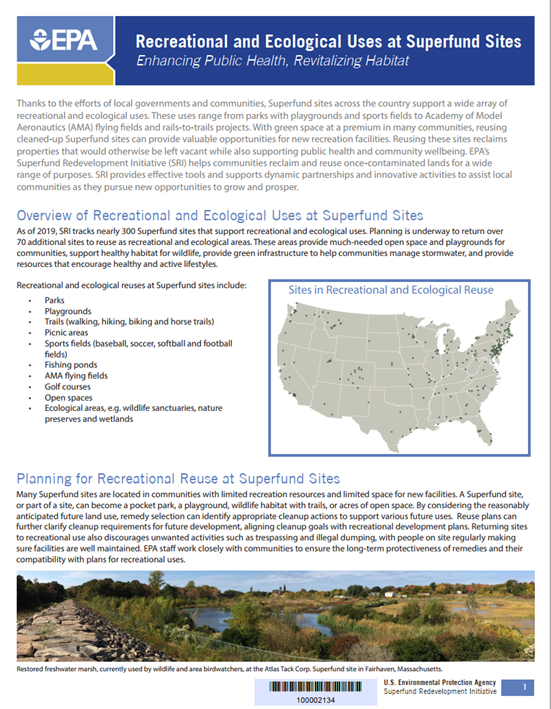 EPA
Recreational and Ecological Uses at Superfund Sites
Enhancing Public Health, Revitalizing Habitat
Thanks to the efforts of local governments and communities, Superfund sites across the country support a wide array of
recreational and ecological uses. These uses range from parks with playgrounds and sports fields to Academy of Model
Aeronautics (AMA) flying fields and rails-to-trails projects. With green space at a premium in many communities, reusing
cleaned-up Superfund sites can provide valuable opportunities for new recreation facilities. Reusing these sites reclaims
properties that would otherwise be left vacant while also supporting public health and community wellbeing. EPA's
Superfund Redevelopment Initiative (SRI) helps communities reclaim and reuse once-contaminated lands for a wide
range of purposes. SRI provides effective tools and supports dynamic partnerships and innovative activities to assist local
communities as they pursue new opportunities to grow and prosper.
Overview of Recreational and Ecological Uses at Superfund Sites
As of 2019, SRI tracks nearly 300 Superfund sites that support recreational and ecological uses. Planning is underway to return over
70 additional sites to reuse as recreational and ecological areas. These areas provide much-needed open space and playgrounds for
communities, support healthy habitat for wildlife, provide green infrastructure to help communities manage stormwater, and provide
resources that encourage healthy and active lifestyles.
Recreational and ecological reuses at Superfund sites include:
• Parks
• Playgrounds
• Trails (walking, hiking, biking and horse trails)
• Picnic areas
• Sports fields (baseball, soccer, softball and football
fields)
• Fishing ponds
• AMA flying fields
• Golf courses
• Open spaces
• Ecological areas, e.g. wildlife sanctuaries, nature
preserves and wetlands
Sites in Recreational and Ecological Reuse
Planning for Recreational Reuse at Superfund Sites
Many Superfund sites are located in communities with limited recreation resources and limited space for new facilities. A Superfund site,
or part of a site, can become a pocket park, a playground, wildlife habitat with trails, or acres of open space. By considering the reasonably
anticipated future land use, remedy selection can identify appropriate cleanup actions to support various future uses. Reuse plans can
further clarify cleanup requirements for future development, aligning cleanup goals with recreational development plans. Returning sites
to recreational use also discourages unwanted activities such as trespassing and illegal dumping, with people on site regularly making
sure facilities are well maintained. EPA staff work closely with communities to ensure the long-term protectiveness of remedies and their
compatibility with plans for recreational uses.
Restored freshwater marsh, currently used by wildlife and area birdwatchers, at the Atlas Tack Corp. Superfund site in Fairhaven, Massachusetts.
100002134
U.S. Environmental Protection Agency
Superfund Redevelopment Initiative
1